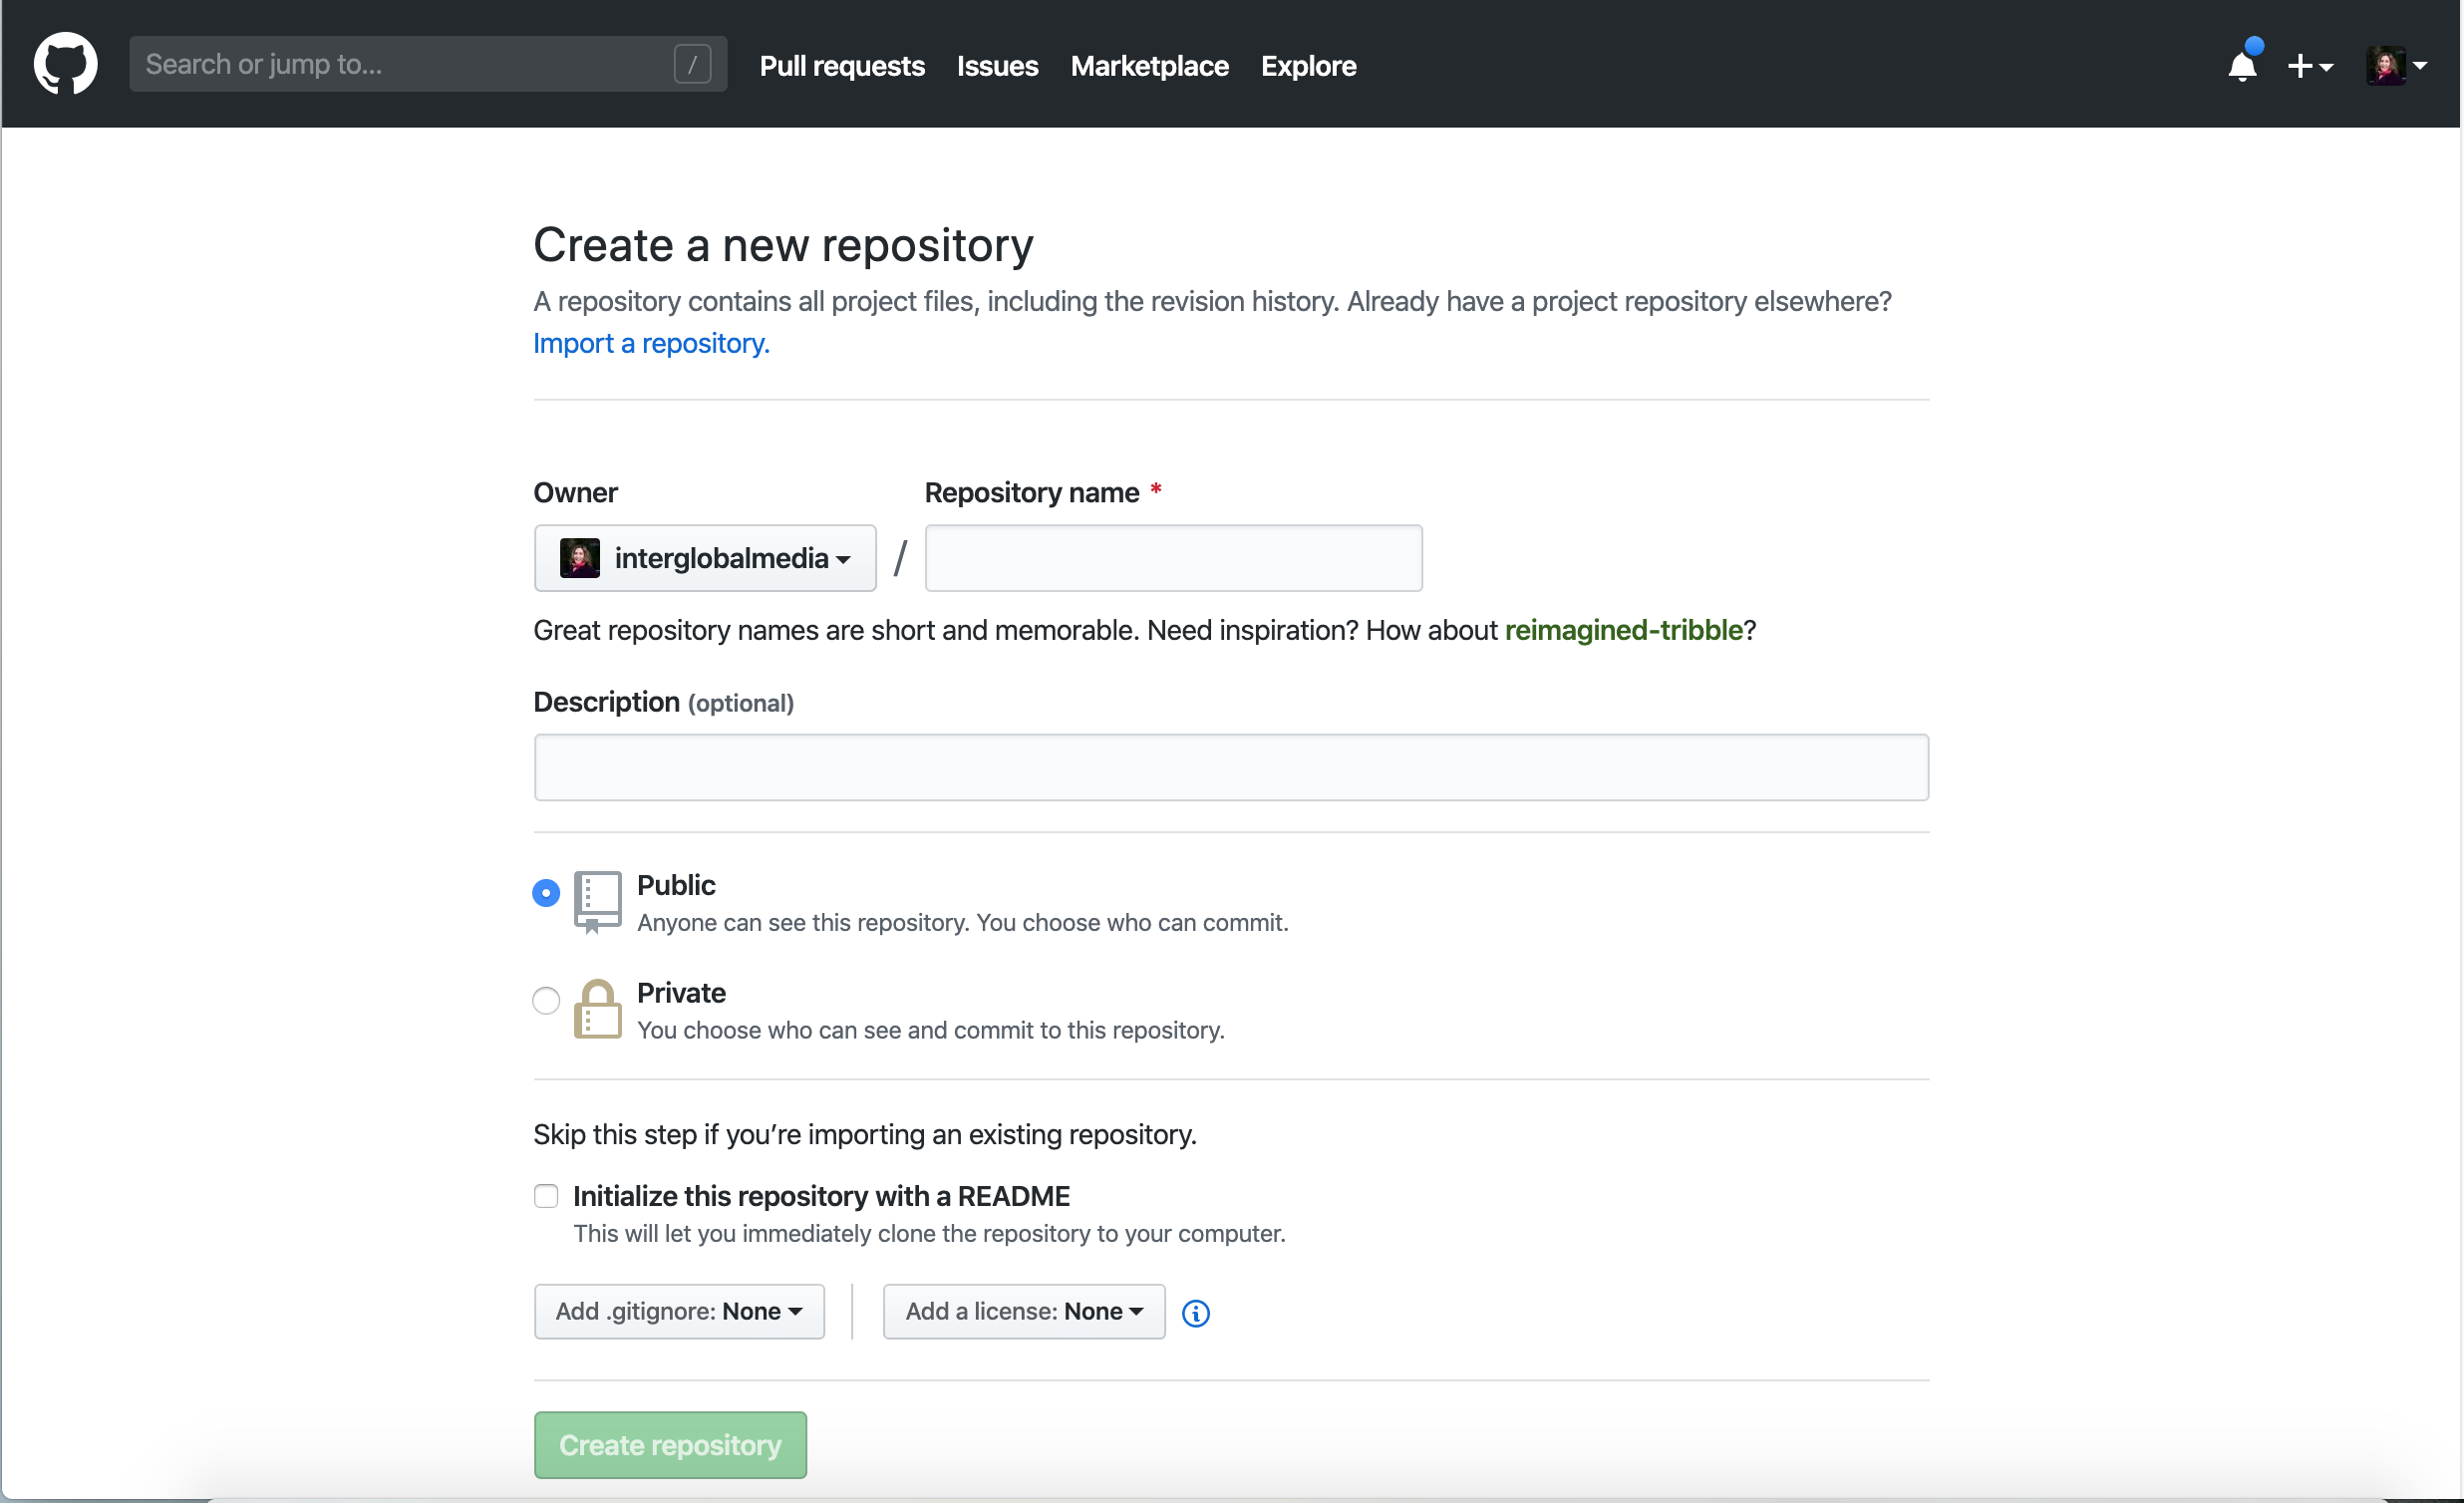 Search or jump to... /
Pull requests Issues Marketplace Explore
Create a new repository
A repository contains all project files, including the revision history. Already have a project repository elsewhere?
Import a repository.
Owner Repository name *
interglobalmedia /
Great repository names are short and memorable. Need inspiration? How about reimagined-tribble?
Description (optional)
Public
Anyone can see this repository. You choose who can commit.
Private
You choose who can see and commit to this repository.
Skip this step if you’re importing an existing repository.
Initialize this repository with a README
This will let you immediately clone the repository to your computer.
Add .gitignore: None Add a license: None
Create repository